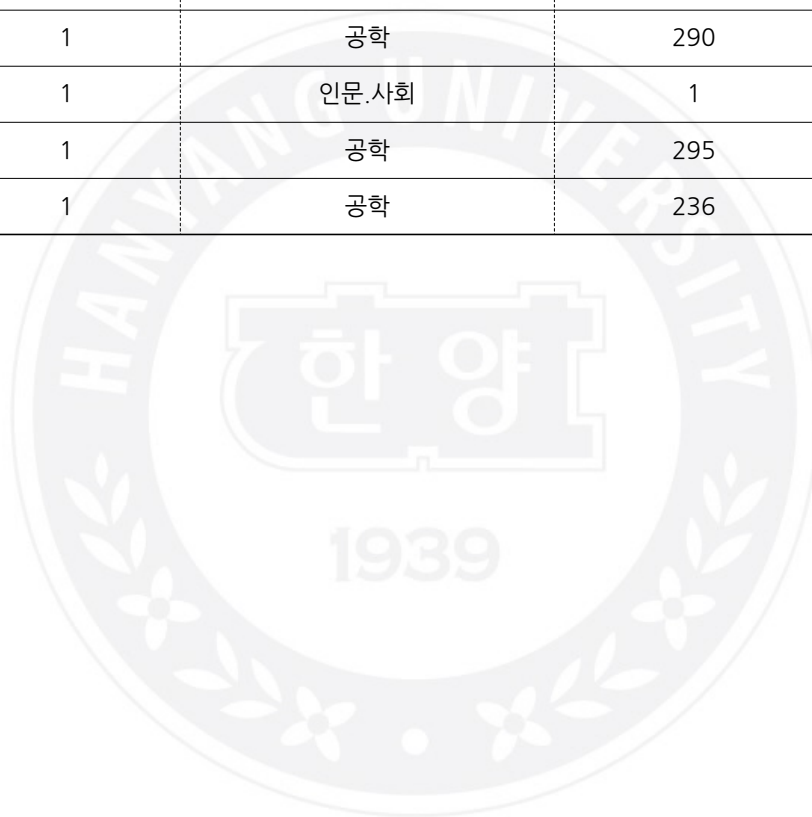 1 공학 290
1 인문.사회 1
1 공학 295
1 공학 236
HANYANG UNIVERSITY
한양
1939